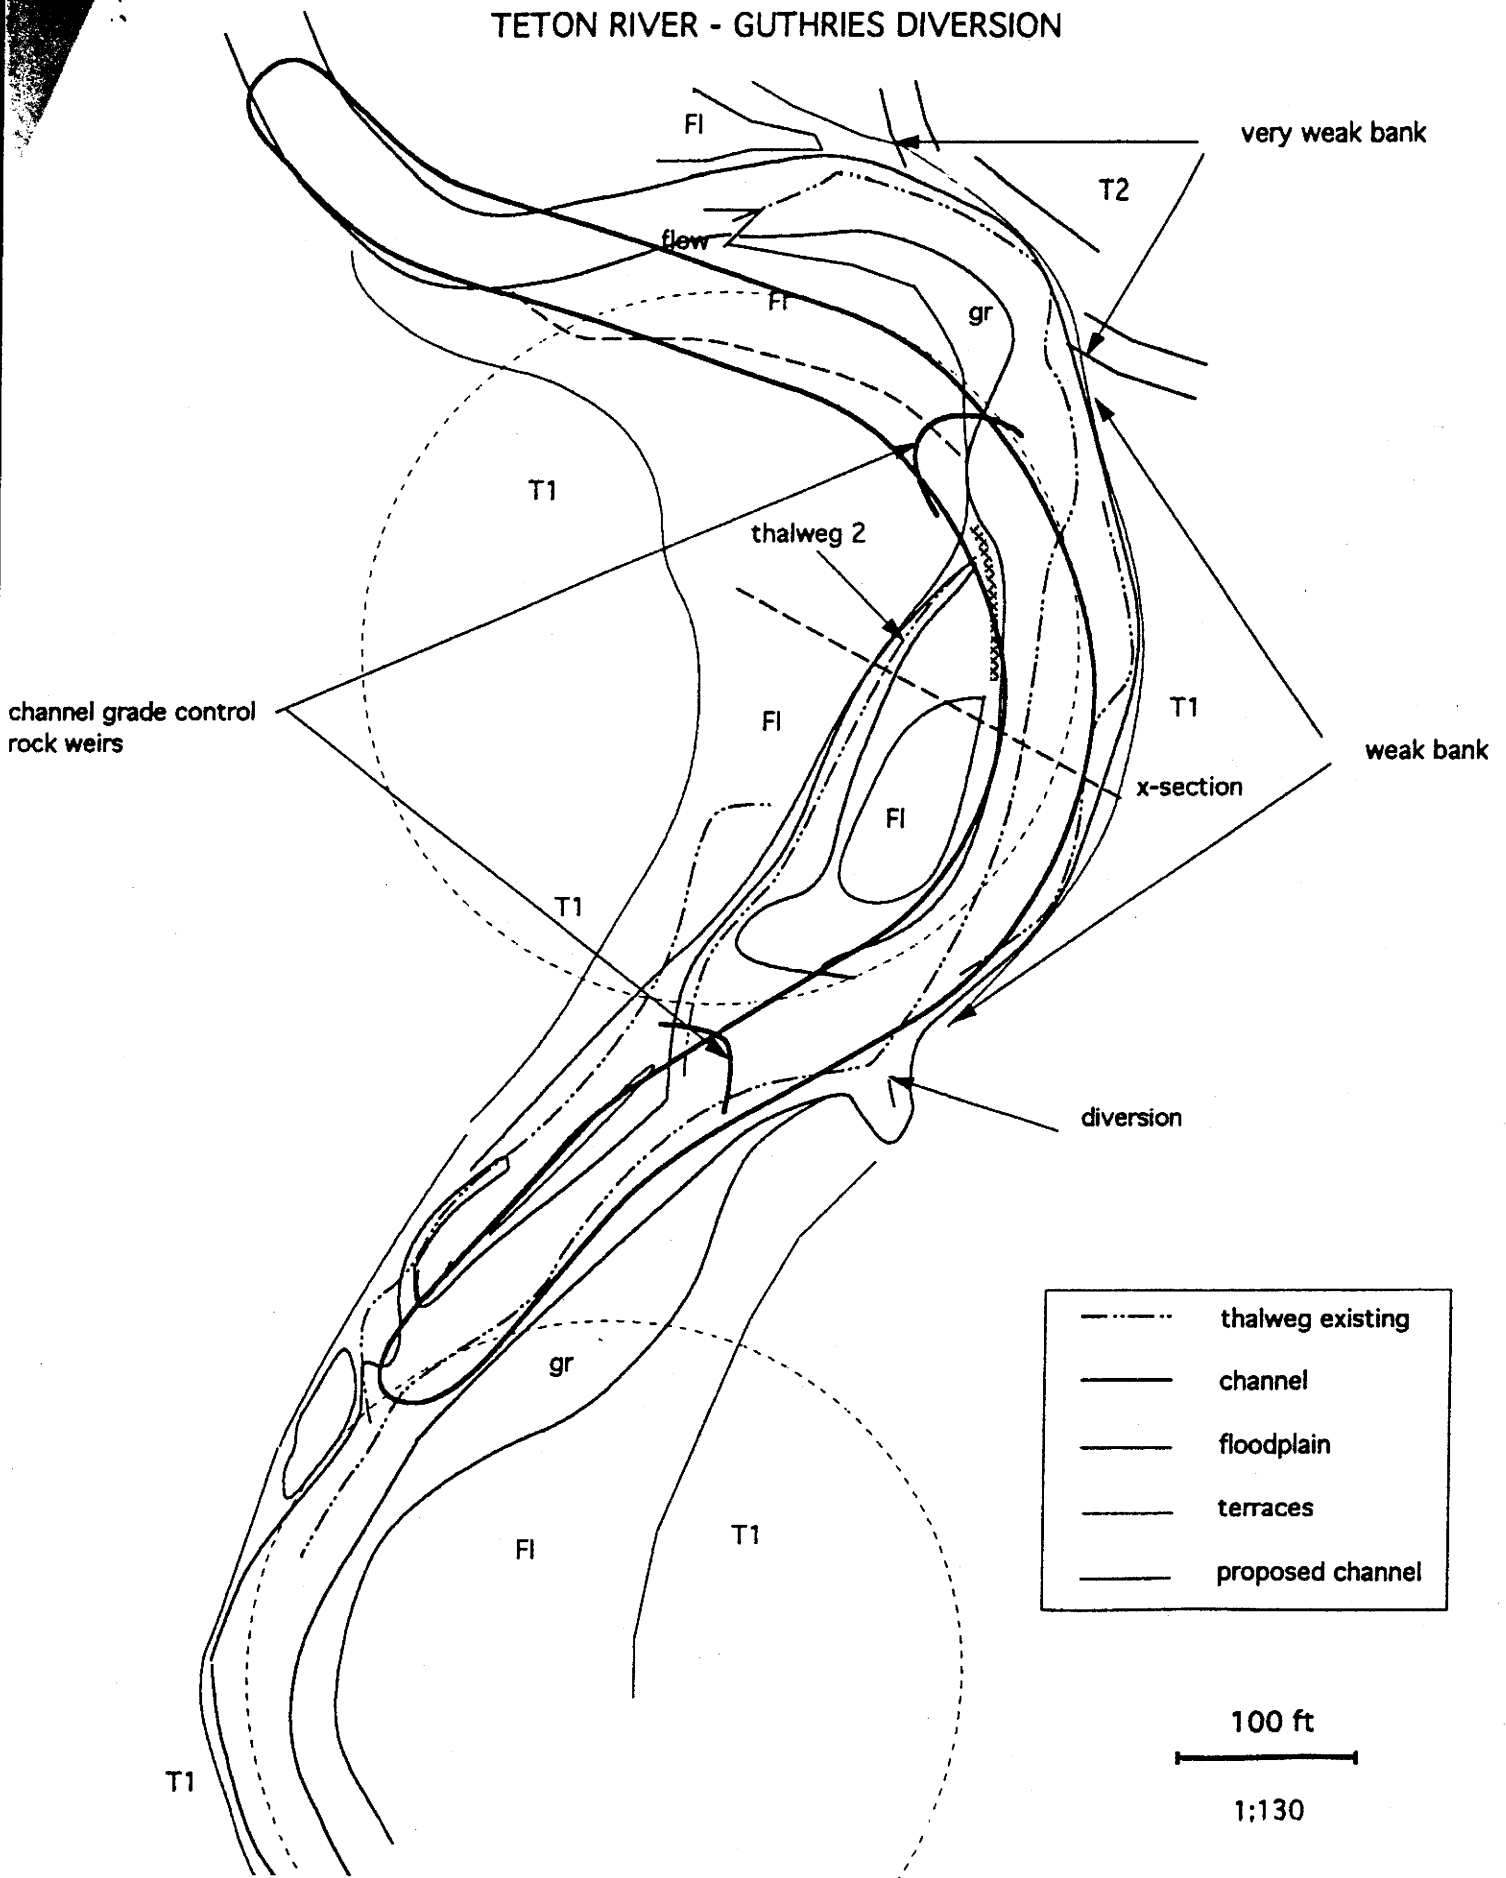 TETON RIVER - GUTHRIES DIVERSION
Fl
very weak bank
T2
flow
Fl
gr
T1
thalweg 2
channel grade control
rock weirs
Fl
T1
weak bank
x-section
Fl
T1
diversion
thalweg existing
channel
floodplain
terraces
proposed channel
gr
Fl
T1
100 ft
1;130
T1